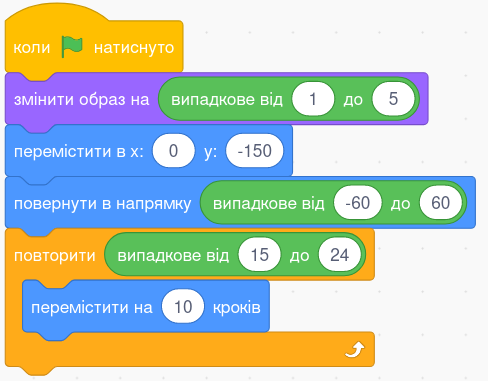 коли натиснуто
змінити образ на випадкове від 1 до 5
перемістити в x: 0 y: -150
повернути в напрямку випадкове від -60 до 60
повторити випадкове від 15 до 24
перемістити на 10 кроків